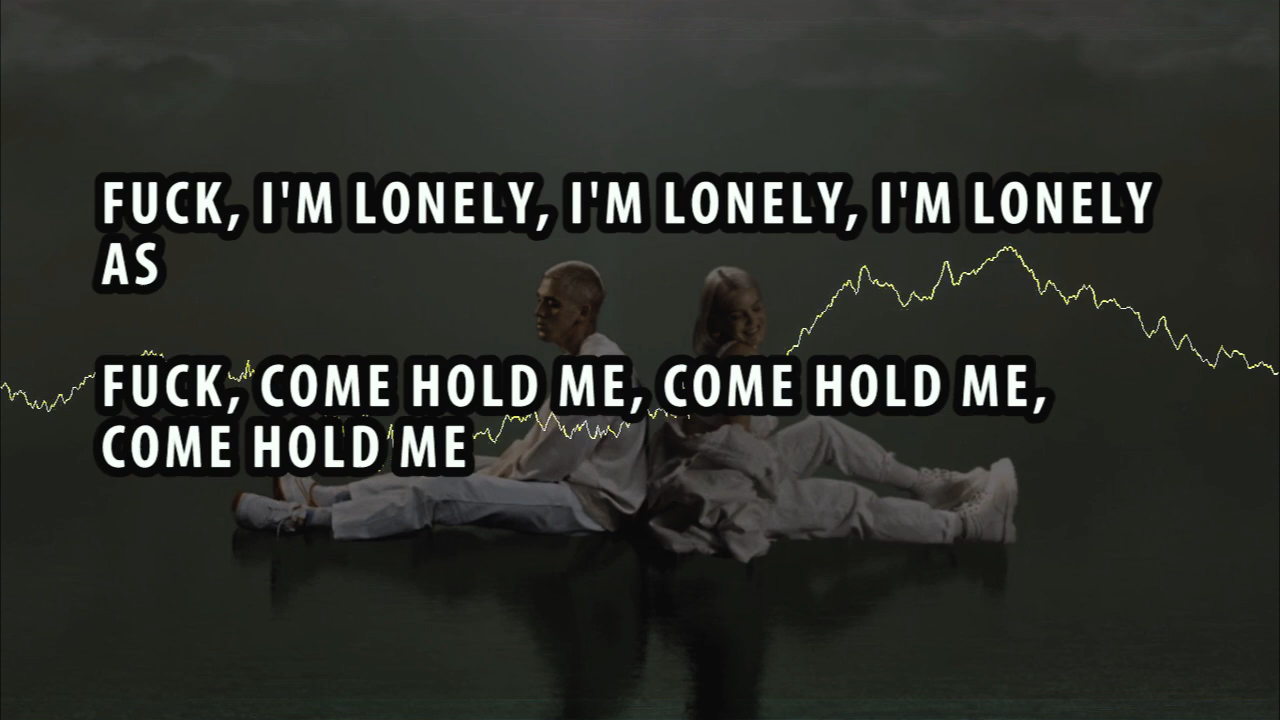 FUCK, I'M LONELY, I'M LONELY, I'M LONELY
AS
FUCK, COME HOLD ME, COME HOLD ME,
COME HOLD ME